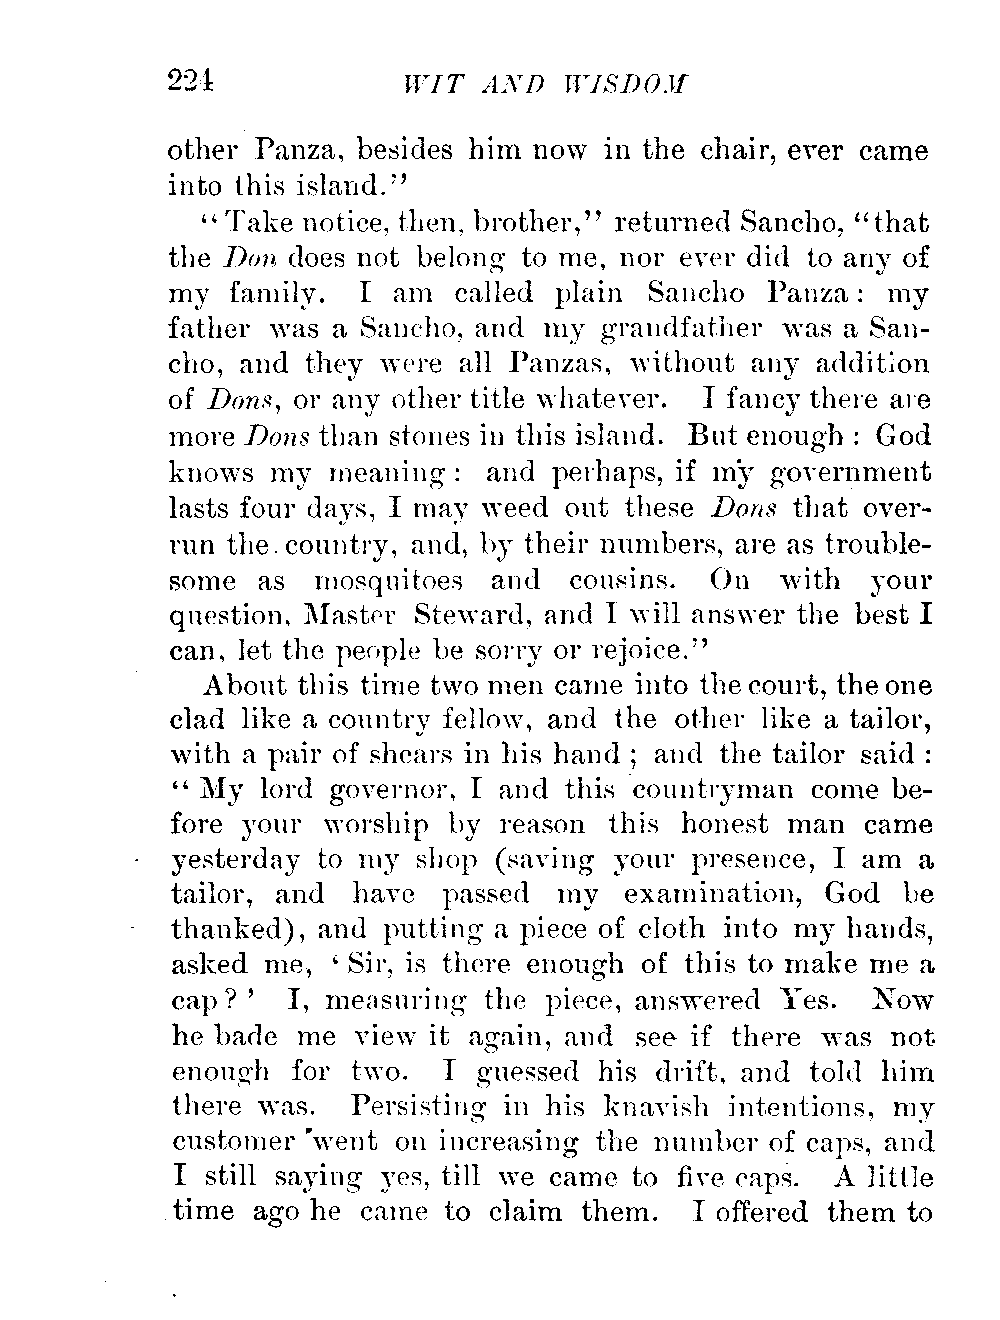 224 WIT AND WISDOM
other Panza, besides him now in the chair, ever came
into this island."
"Take notice, then, brother," returned Sancho, "that
the Don does not belong to me, nor ever did to any of
my family. I am called plain Sancho Panza: my
father was a Sancho, and my grandfather was a San-
cho, and they were all Panzas, without any addition
of Dons, or any other title whatever. I fancy there are
more Dons than stones in this island. But enough: God
knows my meaning: and perhaps, if my government
lasts four days, I may weed out these Dons that over-
run the country, and, by their numbers, are as trouble-
some as mosquitoes and cousins. On with your
question, Master Steward, and I will answer the best I
can, let the people be sorry or rejoice."
About this time two men came into the court, the one
clad like a country fellow, and the other like a tailor,
with a pair of shears in his hand; and the tailor said:
"My lord governor, I and this countryman come be-
fore your worship by reason this honest man came
yesterday to my shop (saving your presence, I am a
tailor, and have passed my examination, God be
thanked), and putting a piece of cloth into my hands,
asked me, 'Sir, is there enough of this to make me a
cap?' I, measuring the piece, answered Yes. Now
he bade me view it again, and see if there was not
enough for two. I guessed his drift, and told him
there was. Persisting in his knavish intentions, my
customer went on increasing the number of caps, and
I still saying yes, till we came to five caps. A little
time ago he came to claim them. I offered them to